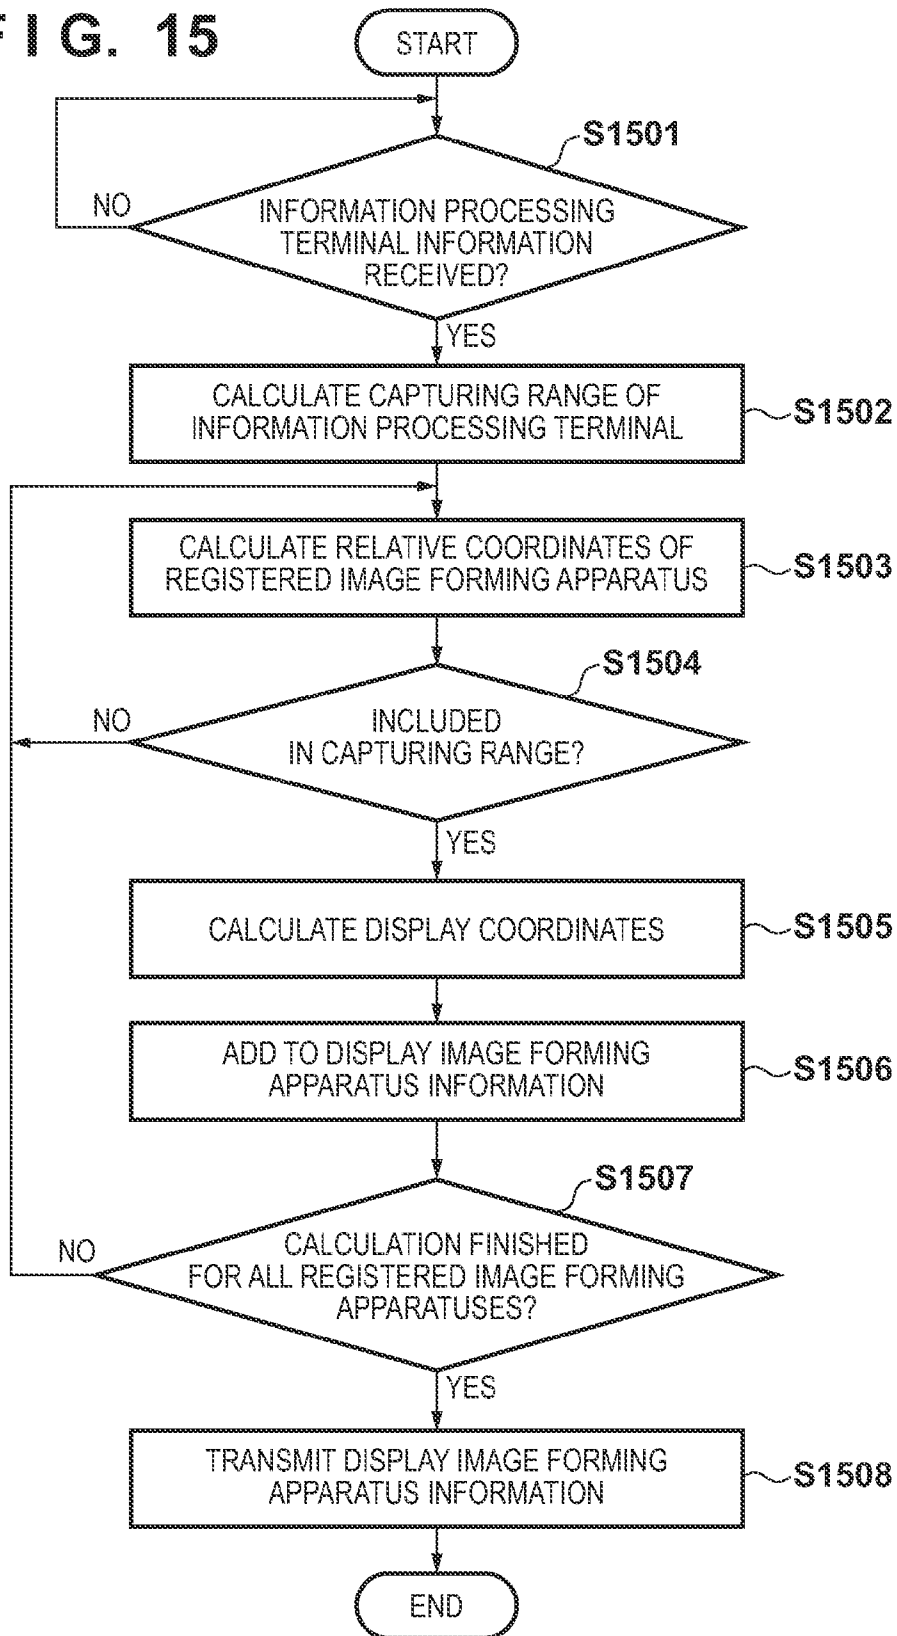 F I G. 15
START
S1501
NO
INFORMATION PROCESSING
TERMINAL INFORMATION
RECEIVED?
YES
CALCULATE CAPTURING RANGE OF
INFORMATION PROCESSING TERMINAL
S1502
CALCULATE RELATIVE COORDINATES OF
REGISTERED IMAGE FORMING APPARATUS
S1503
S1504
NO
INCLUDED
IN CAPTURING RANGE?
YES
CALCULATE DISPLAY COORDINATES
S1505
ADD TO DISPLAY IMAGE FORMING
APPARATUS INFORMATION
S1506
S1507
NO
CALCULATION FINISHED
FOR ALL REGISTERED IMAGE FORMING
APPARATUSES?
YES
TRANSMIT DISPLAY IMAGE FORMING
APPARATUS INFORMATION
S1508
END